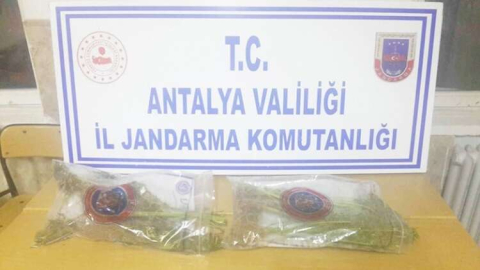 T.C.
ANTALYA VALİLİĞİ
İL JANDARMA KOMUTANLIĞI